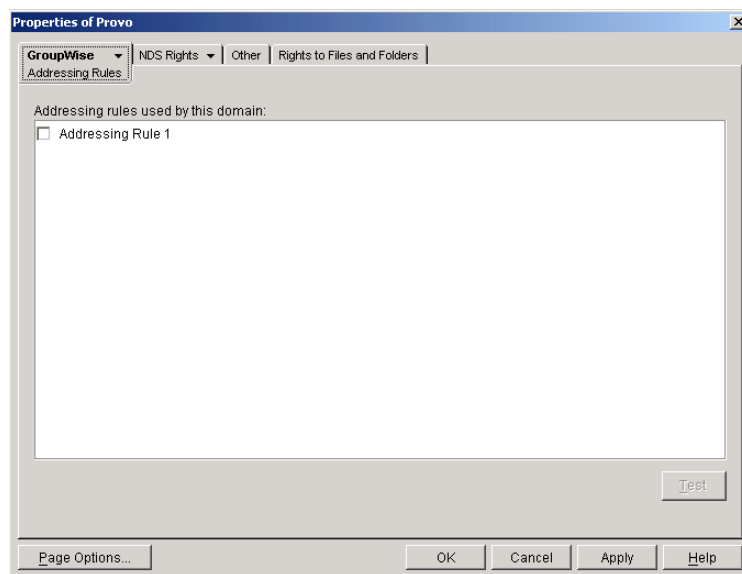 Properties of Provo
GroupWise NDS Rights Other Rights to Files and Folders
Addressing Rules
Addressing rules used by this domain:
Addressing Rule 1
Test
Page Options... OK Cancel Apply Help